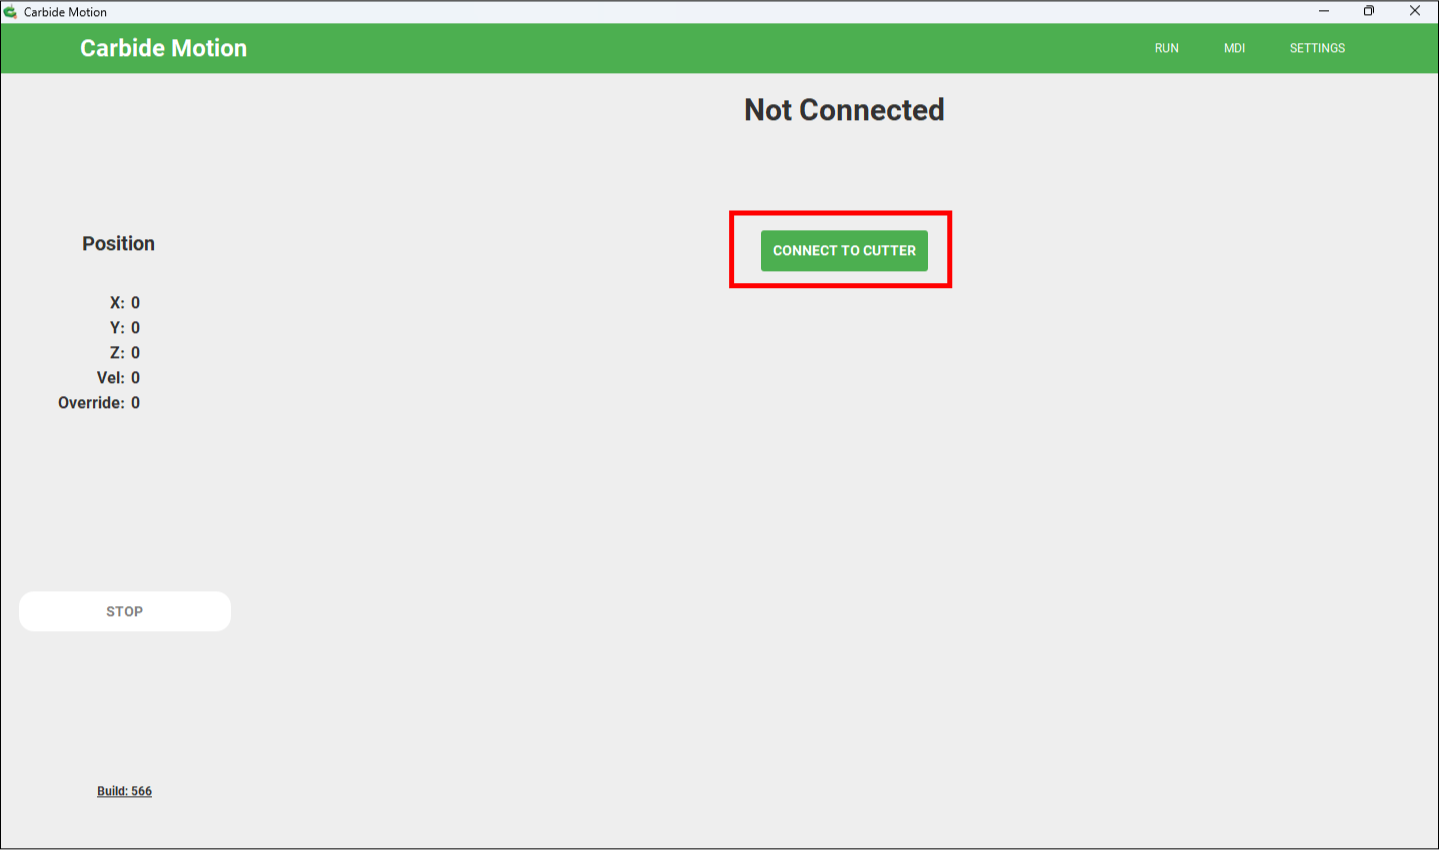 Carbide Motion
Carbide Motion
RUN MDI SETTINGS
Not Connected
CONNECT TO CUTTER
Position
X: 0
Y: 0
Z: 0
Vel: 0
Override: 0
STOP
Build: 566